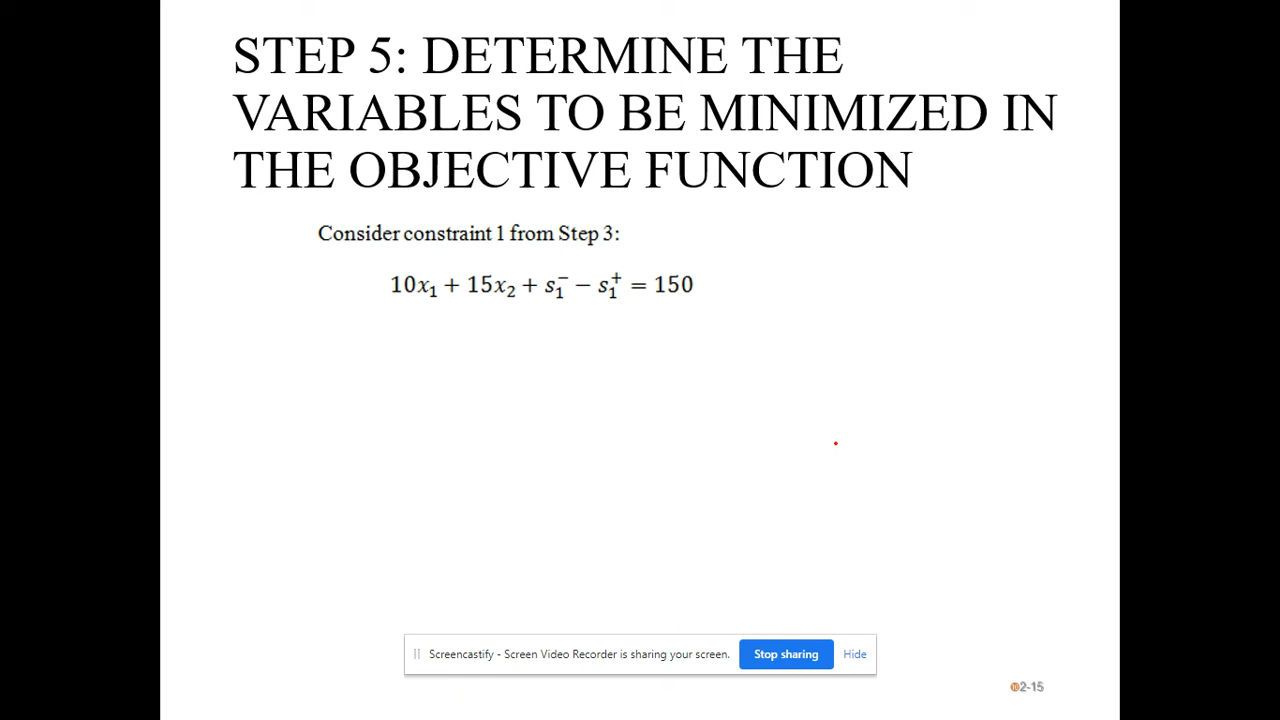 STEP 5: DETERMINE THE
VARIABLES TO BE MINIMIZED IN
THE OBJECTIVE FUNCTION
Consider constraint 1 from Step 3:
10x₁ + 15x₂ + s₁⁻ − s₁⁺ = 150
Screencastify - Screen Video Recorder is sharing your screen.
Stop sharing
Hide
2-15